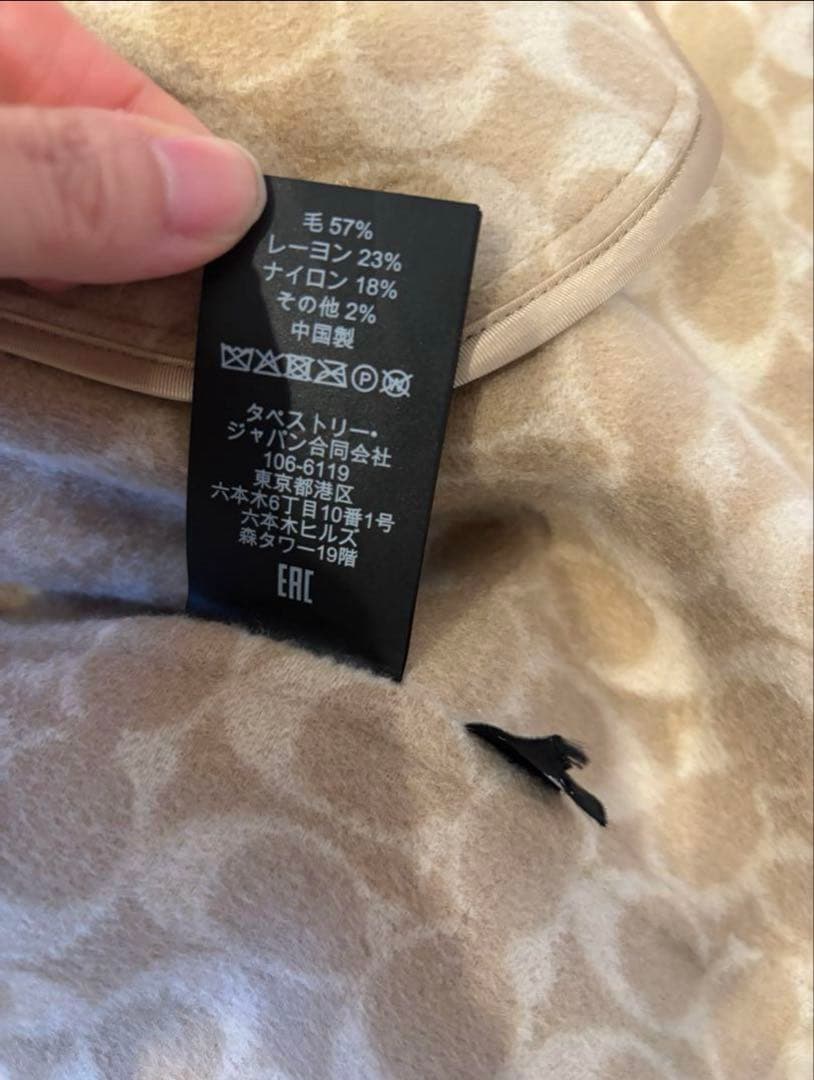 毛 57%
レーヨン 23%
ナイロン 18%
その他 2%
中国製
P W
タペストリー・
ジャパン合同会社
106-6119
東京都港区
六本木6丁目10番1号
六本木ヒルズ
森タワー19階
EAC